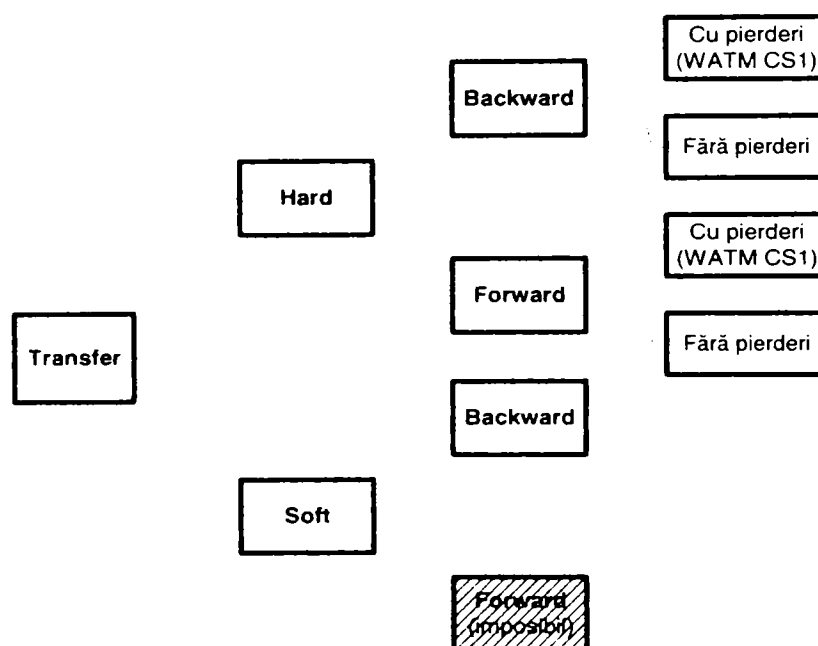 Cu pierderi
(WATM CS1)
Backward
Fără pierderi
Hard
Cu pierderi
(WATM CS1)
Forward
Transfer
Fără pierderi
Backward
Soft
Forward
(imposibil)